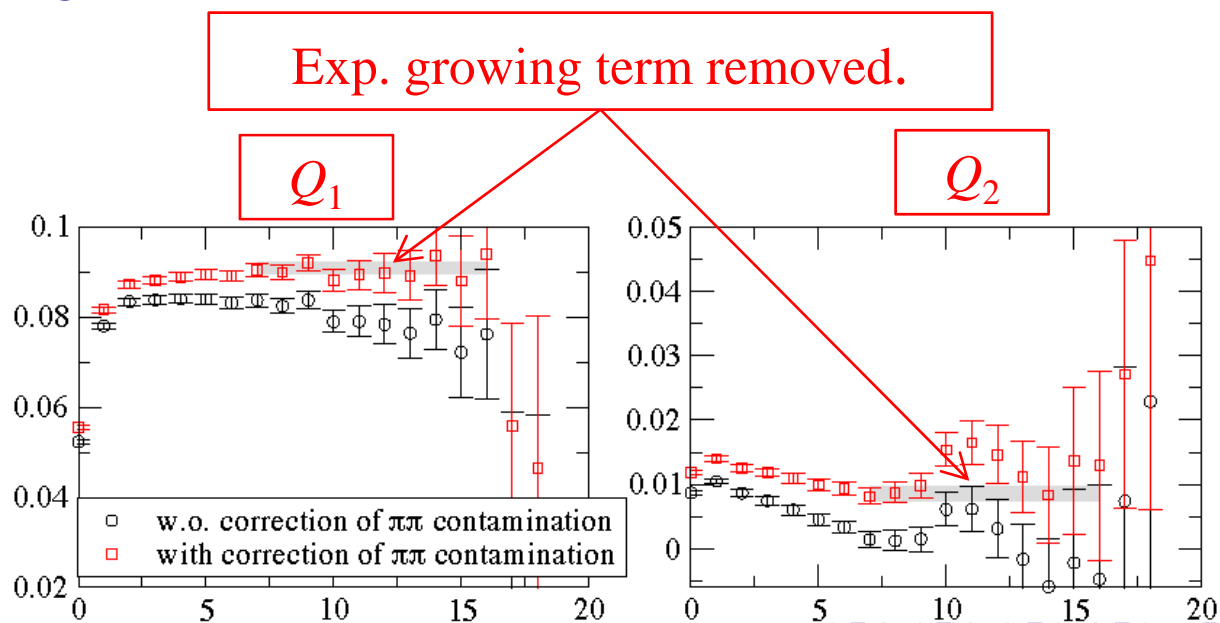 Exp. growing term removed.
Q1
Q2
0.1
0.08
0.06
0.04
0.02
w.o. correction of ππ contamination
with correction of ππ contamination
0 5 10 15 20
0.05
0.04
0.03
0.02
0.01
0
0 5 10 15 20